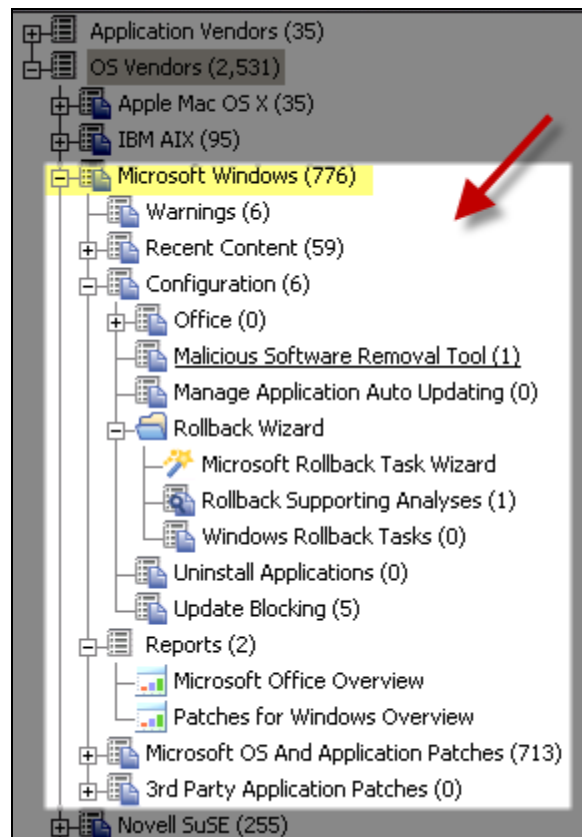 Application Vendors (35)
OS Vendors (2,531)
Apple Mac OS X (35)
IBM AIX (95)
Microsoft Windows (776)
Warnings (6)
Recent Content (59)
Configuration (6)
Office (0)
Malicious Software Removal Tool (1)
Manage Application Auto Updating (0)
Rollback Wizard
Microsoft Rollback Task Wizard
Rollback Supporting Analyses (1)
Windows Rollback Tasks (0)
Uninstall Applications (0)
Update Blocking (5)
Reports (2)
Microsoft Office Overview
Patches for Windows Overview
Microsoft OS And Application Patches (713)
3rd Party Application Patches (0)
Novell SuSE (255)